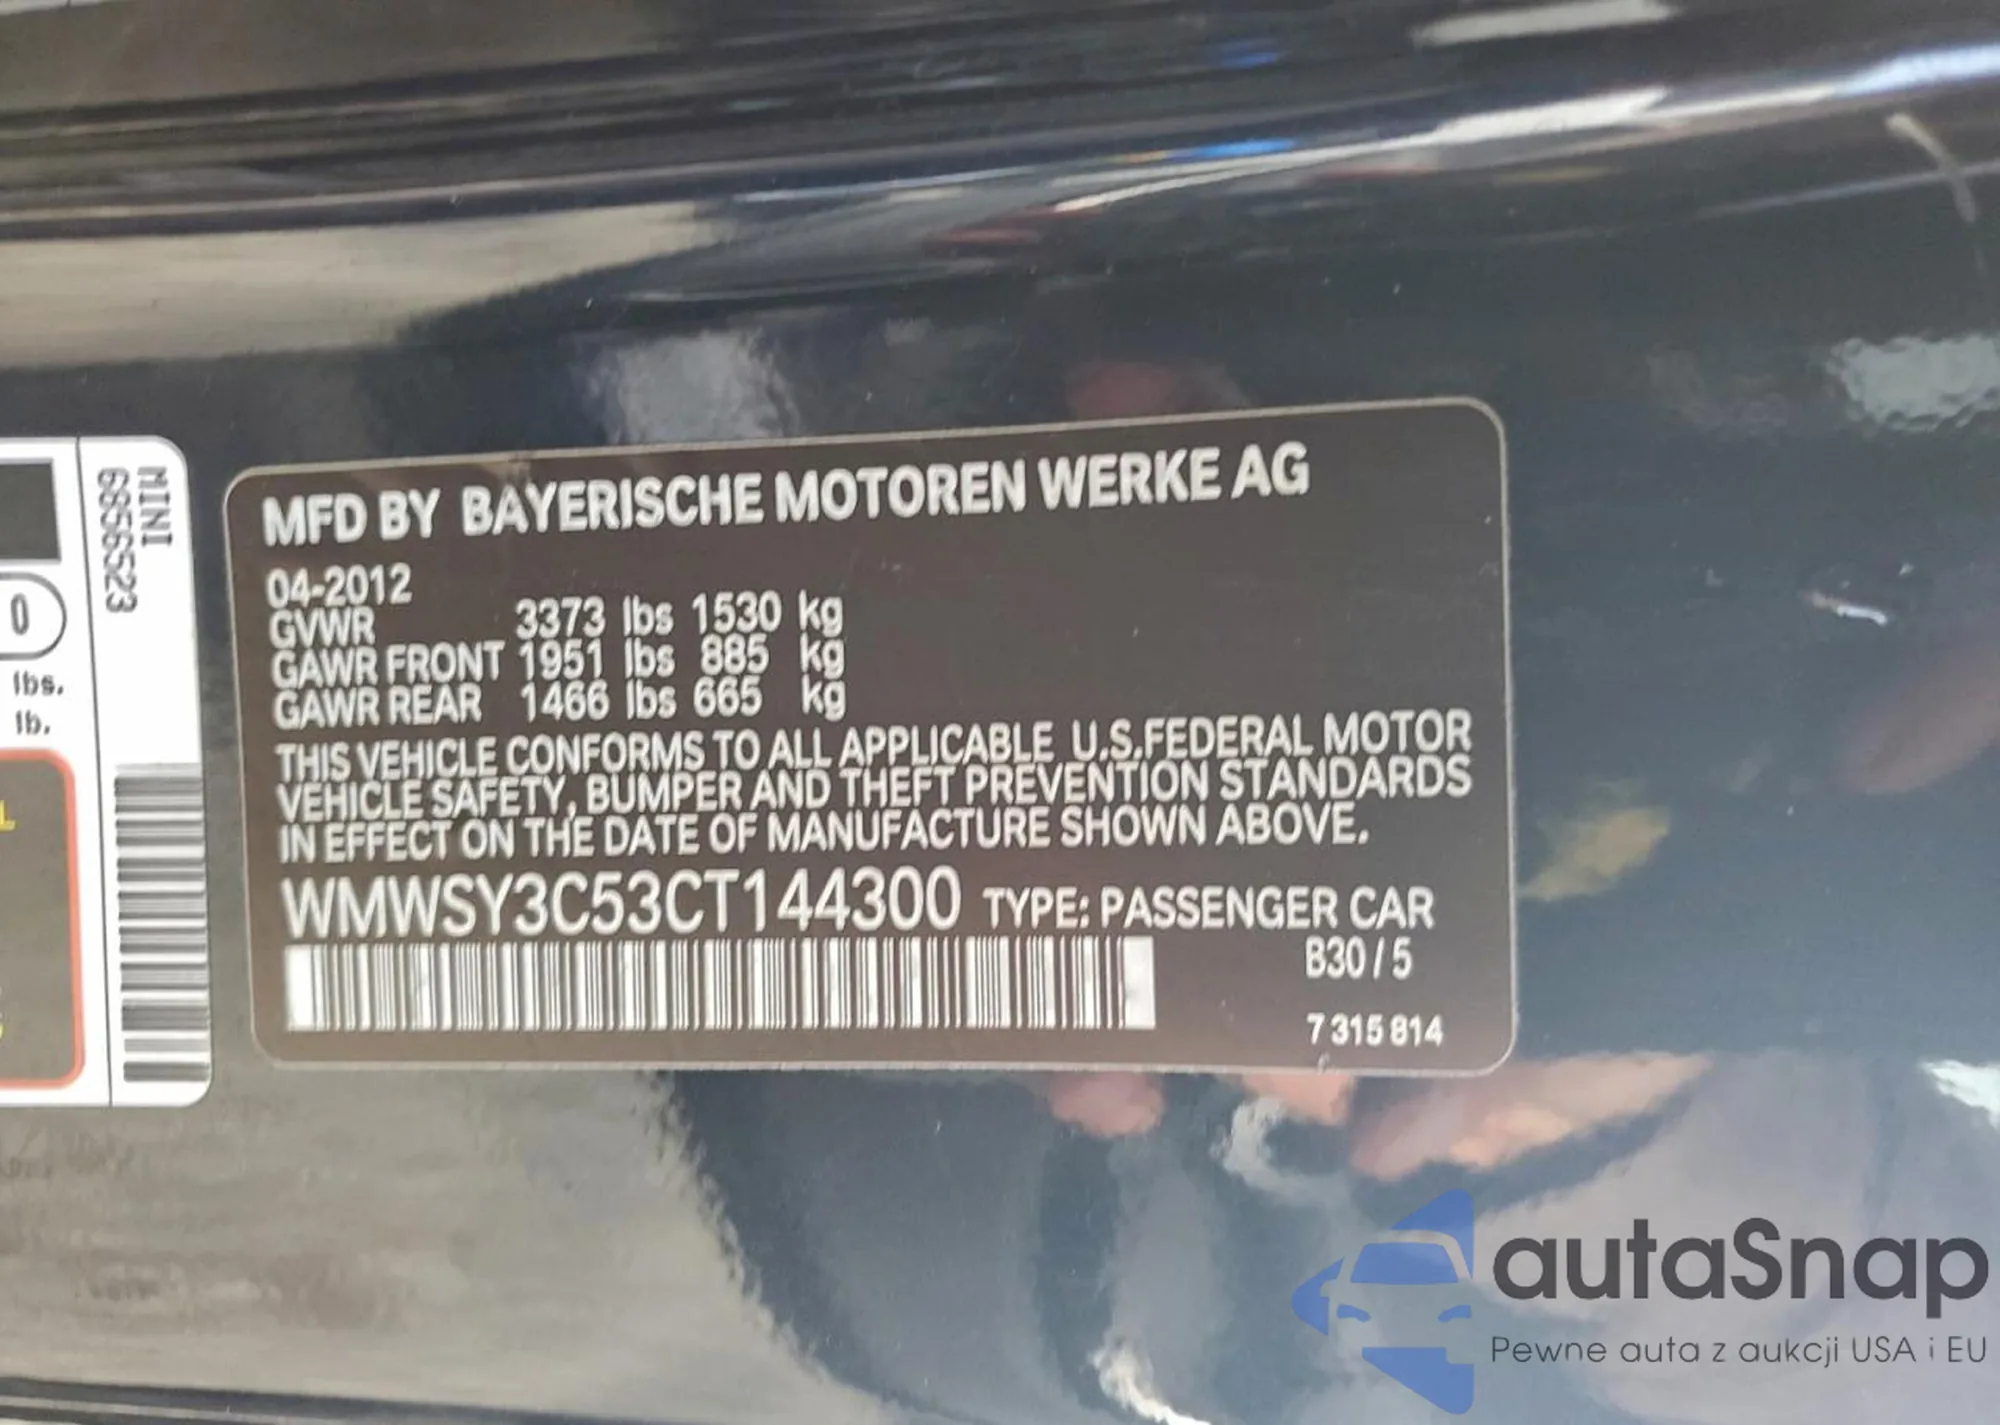 MFD BY BAYERISCHE MOTOREN WERKE AG
04-2012
GVWR 3373 lbs 1530 kg
GAWR FRONT 1951 lbs 885 kg
GAWR REAR 1466 lbs 665 kg
THIS VEHICLE CONFORMS TO ALL APPLICABLE U.S.FEDERAL MOTOR
VEHICLE SAFETY, BUMPER AND THEFT PREVENTION STANDARDS
IN EFFECT ON THE DATE OF MANUFACTURE SHOWN ABOVE.
WMWSY3C53CT144300 TYPE: PASSENGER CAR
B30 / 5
7 315 814
MINI
6856523
0
lbs.
lb.
L
autaSnap
Pewne auta z aukcji USA i EU